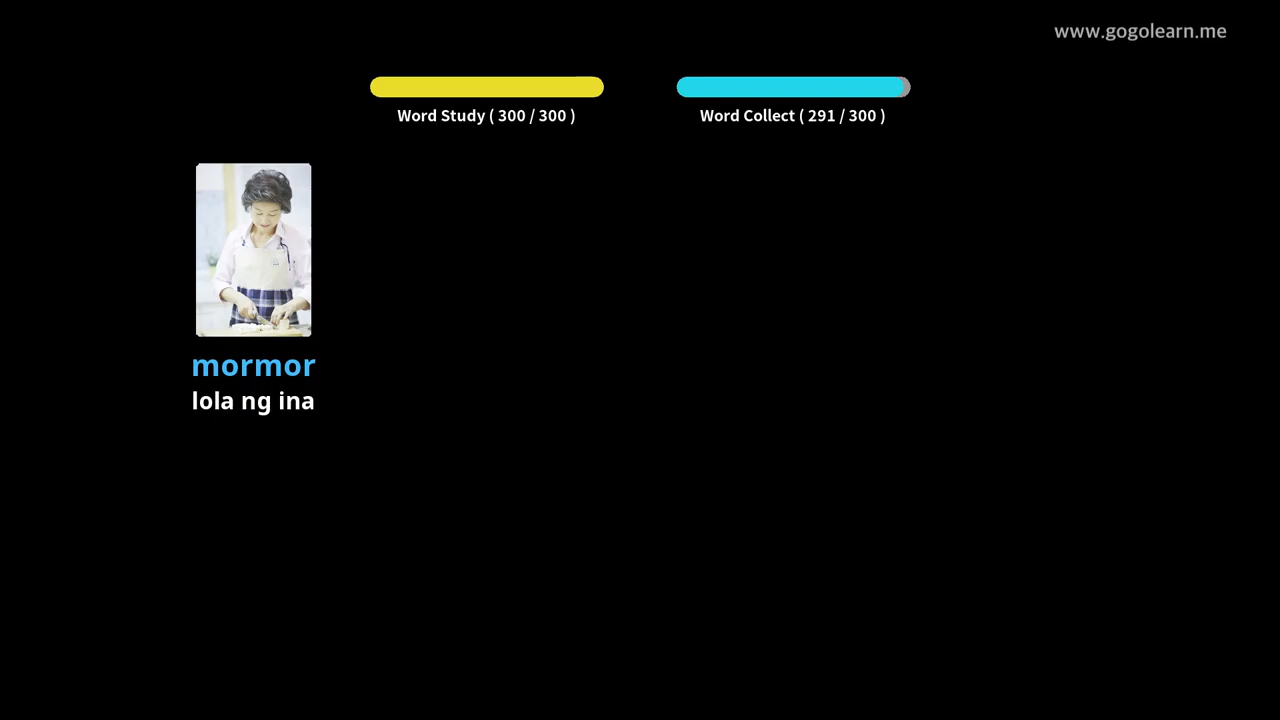 www.gogolearn.me
Word Study ( 300 / 300 )
Word Collect ( 291 / 300 )
mormor
lola ng ina